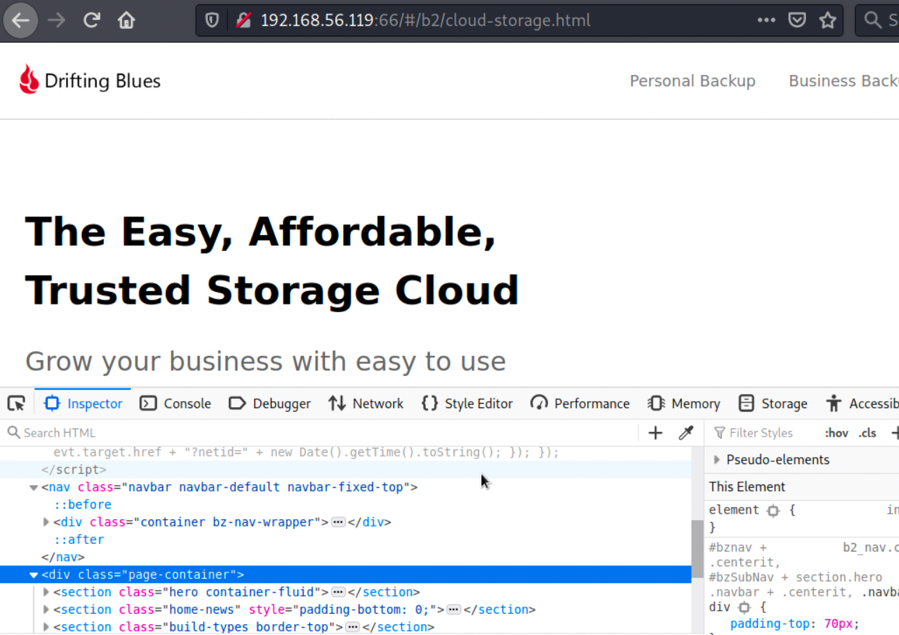 192.168.56.119:66/#/b2/cloud-storage.html
Drifting Blues
Personal Backup Business Back
The Easy, Affordable,
Trusted Storage Cloud
Grow your business with easy to use
Inspector Console Debugger Network {} Style Editor Performance Memory Storage Accessib
Search HTML + Filter Styles :hov .cls +
evt.target.href + "?netid=" + new Date().getTime().toString(); }); });
</script>
<nav class="navbar navbar-default navbar-fixed-top">
::before
<div class="container bz-nav-wrapper"></div>
::after
</nav>
<div class="page-container">
<section class="hero container-fluid"></section>
<section class="home-news" style="padding-bottom: 0;"></section>
<section class="build-types border-top"></section>
Pseudo-elements
This Element
element { in
}
#bznav + b2_nav.c
.centerit,
#bzSubNav + section.hero
.navbar + .centerit, .navba
div {
padding-top: 70px;